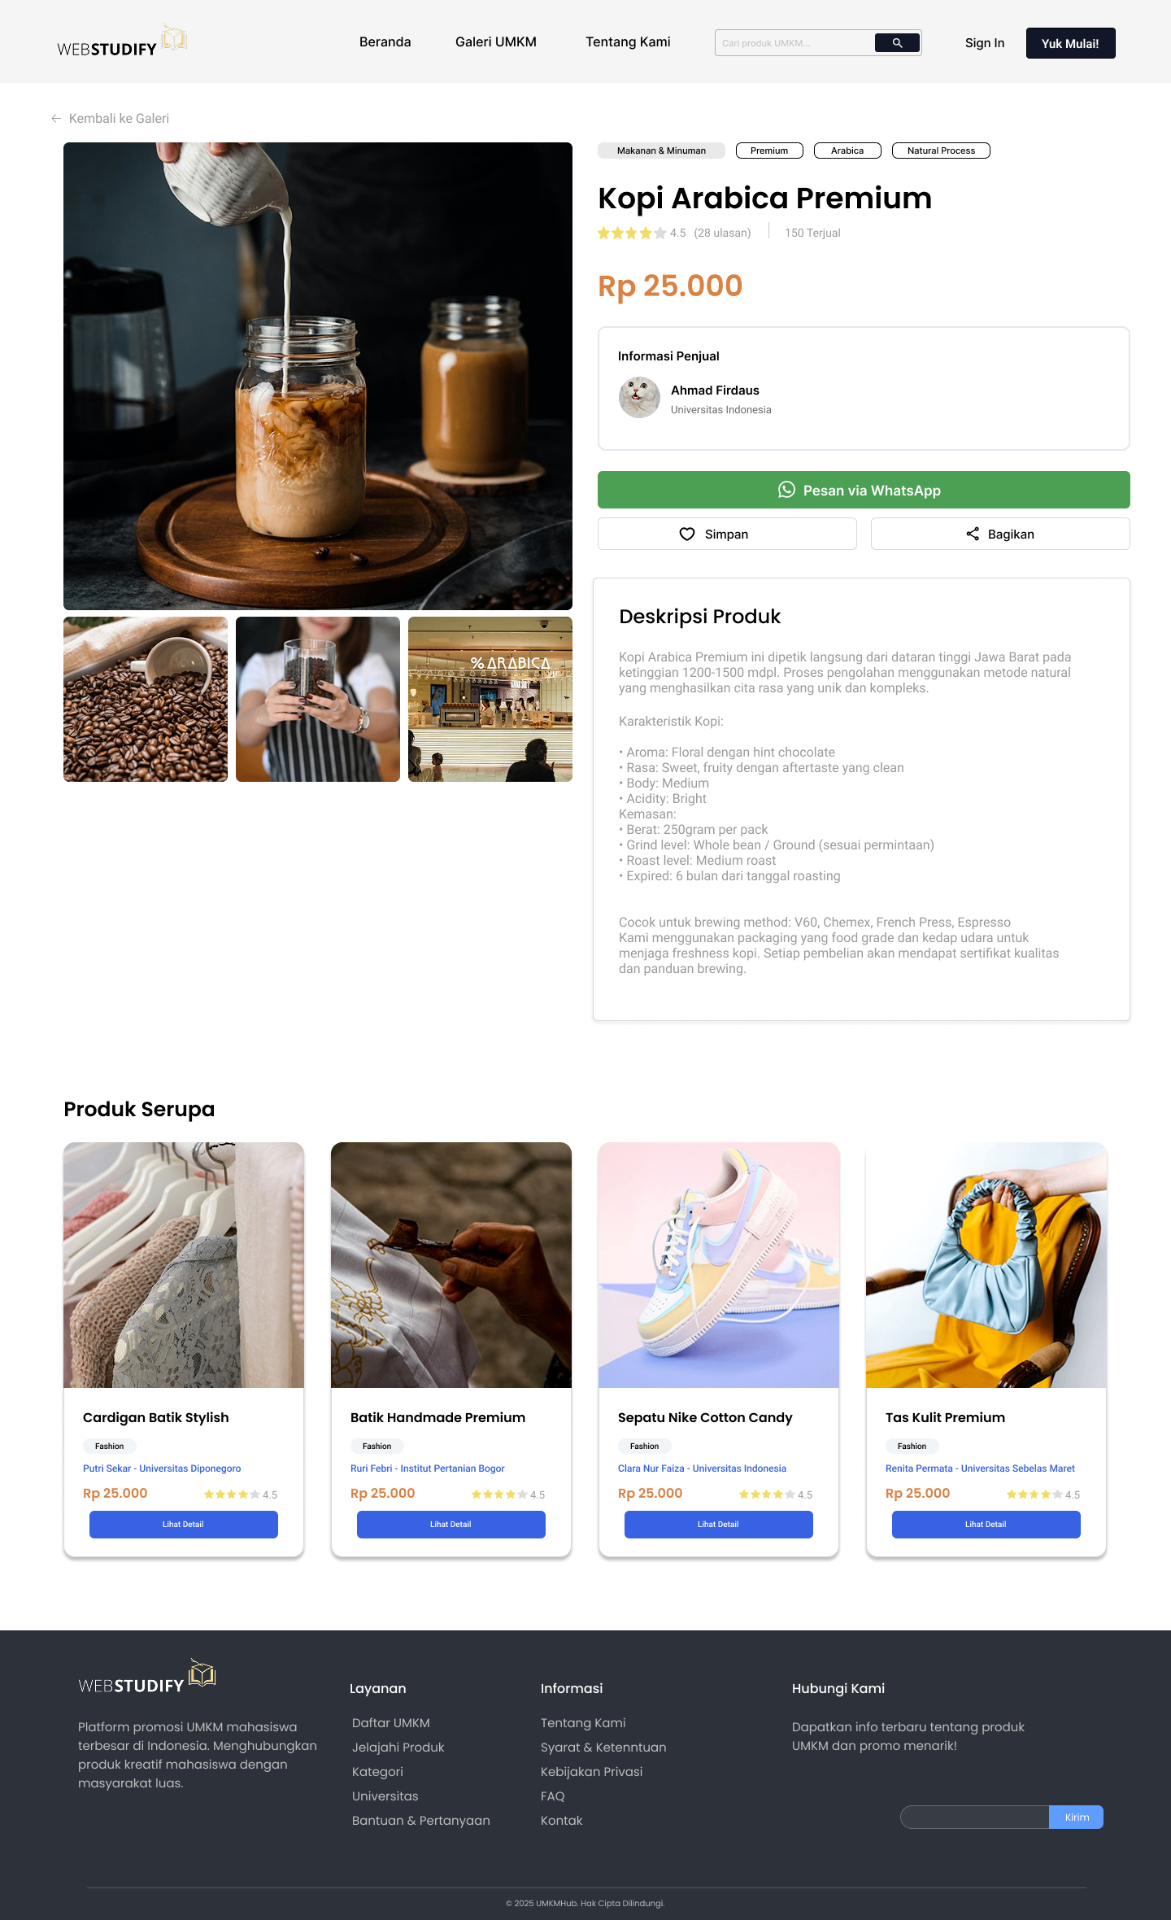 WEBSTUDIFY
Beranda
Galeri UMKM
Tentang Kami
Cari produk UMKM...
Sign In
Yuk Mulai!
← Kembali ke Galeri
Makanan & Minuman
Premium
Arabica
Natural Process
Kopi Arabica Premium
4.5 (28 ulasan)
150 Terjual
Rp 25.000
Informasi Penjual
Ahmad Firdaus
Universitas Indonesia
Pesan via WhatsApp
Simpan
Bagikan
% ARABICA
Deskripsi Produk
Kopi Arabica Premium ini dipetik langsung dari dataran tinggi Jawa Barat pada
ketinggian 1200-1500 mdpl. Proses pengolahan menggunakan metode natural
yang menghasilkan cita rasa yang unik dan kompleks.
Karakteristik Kopi:
• Aroma: Floral dengan hint chocolate
• Rasa: Sweet, fruity dengan aftertaste yang clean
• Body: Medium
• Acidity: Bright
Kemasan:
• Berat: 250gram per pack
• Grind level: Whole bean / Ground (sesuai permintaan)
• Roast level: Medium roast
• Expired: 6 bulan dari tanggal roasting
Cocok untuk brewing method: V60, Chemex, French Press, Espresso
Kami menggunakan packaging yang food grade dan kedap udara untuk
menjaga freshness kopi. Setiap pembelian akan mendapat sertifikat kualitas
dan panduan brewing.
Produk Serupa
Cardigan Batik Stylish
Fashion
Putri Sekar - Universitas Diponegoro
Rp 25.000
4.5
Lihat Detail
Batik Handmade Premium
Fashion
Ruri Febri - Institut Pertanian Bogor
Rp 25.000
4.5
Lihat Detail
Sepatu Nike Cotton Candy
Fashion
Clara Nur Faiza - Universitas Indonesia
Rp 25.000
4.5
Lihat Detail
Tas Kulit Premium
Fashion
Renita Permata - Universitas Sebelas Maret
Rp 25.000
4.5
Lihat Detail
WEBSTUDIFY
Platform promosi UMKM mahasiswa
terbesar di Indonesia. Menghubungkan
produk kreatif mahasiswa dengan
masyarakat luas.
Layanan
Daftar UMKM
Jelajahi Produk
Kategori
Universitas
Bantuan & Pertanyaan
Informasi
Tentang Kami
Syarat & Ketenntuan
Kebijakan Privasi
FAQ
Kontak
Hubungi Kami
Dapatkan info terbaru tentang produk
UMKM dan promo menarik!
Kirim
© 2025 UMKMHub. Hak Cipta Dilindungi.